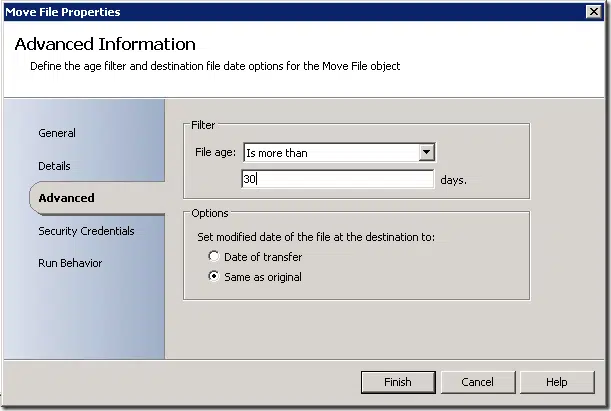 Move File Properties
Advanced Information
Define the age filter and destination file date options for the Move File object
General
Details
Advanced
Security Credentials
Run Behavior
Filter
File age: Is more than
30 days.
Options
Set modified date of the file at the destination to:
Date of transfer
Same as original
Finish Cancel Help